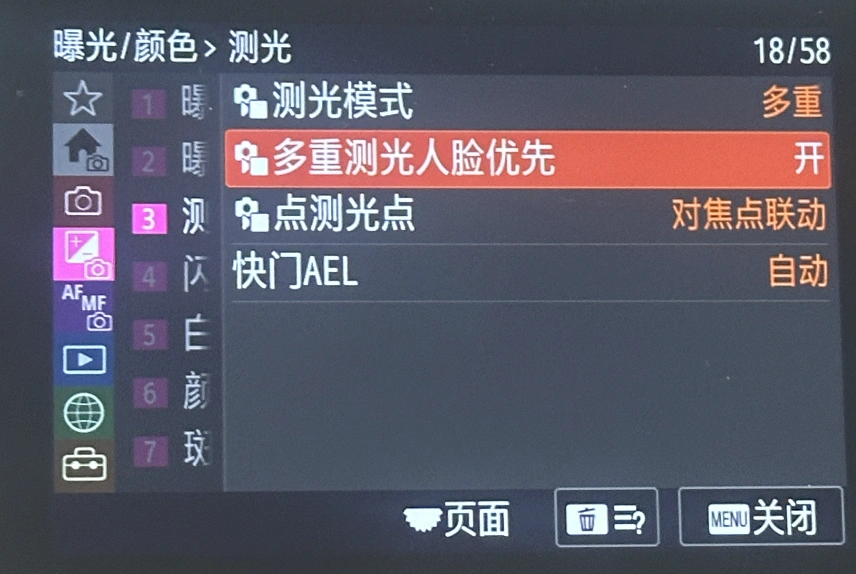 曝光/颜色> 测光 18/58
1 曝 测光模式 多重
2 曝 多重测光人脸优先 开
3 测 点测光点 对焦点联动
4 闪 快门AEL 自动
5 白
6 颜
7 斑
AF MF
页面 ? MENU 关闭